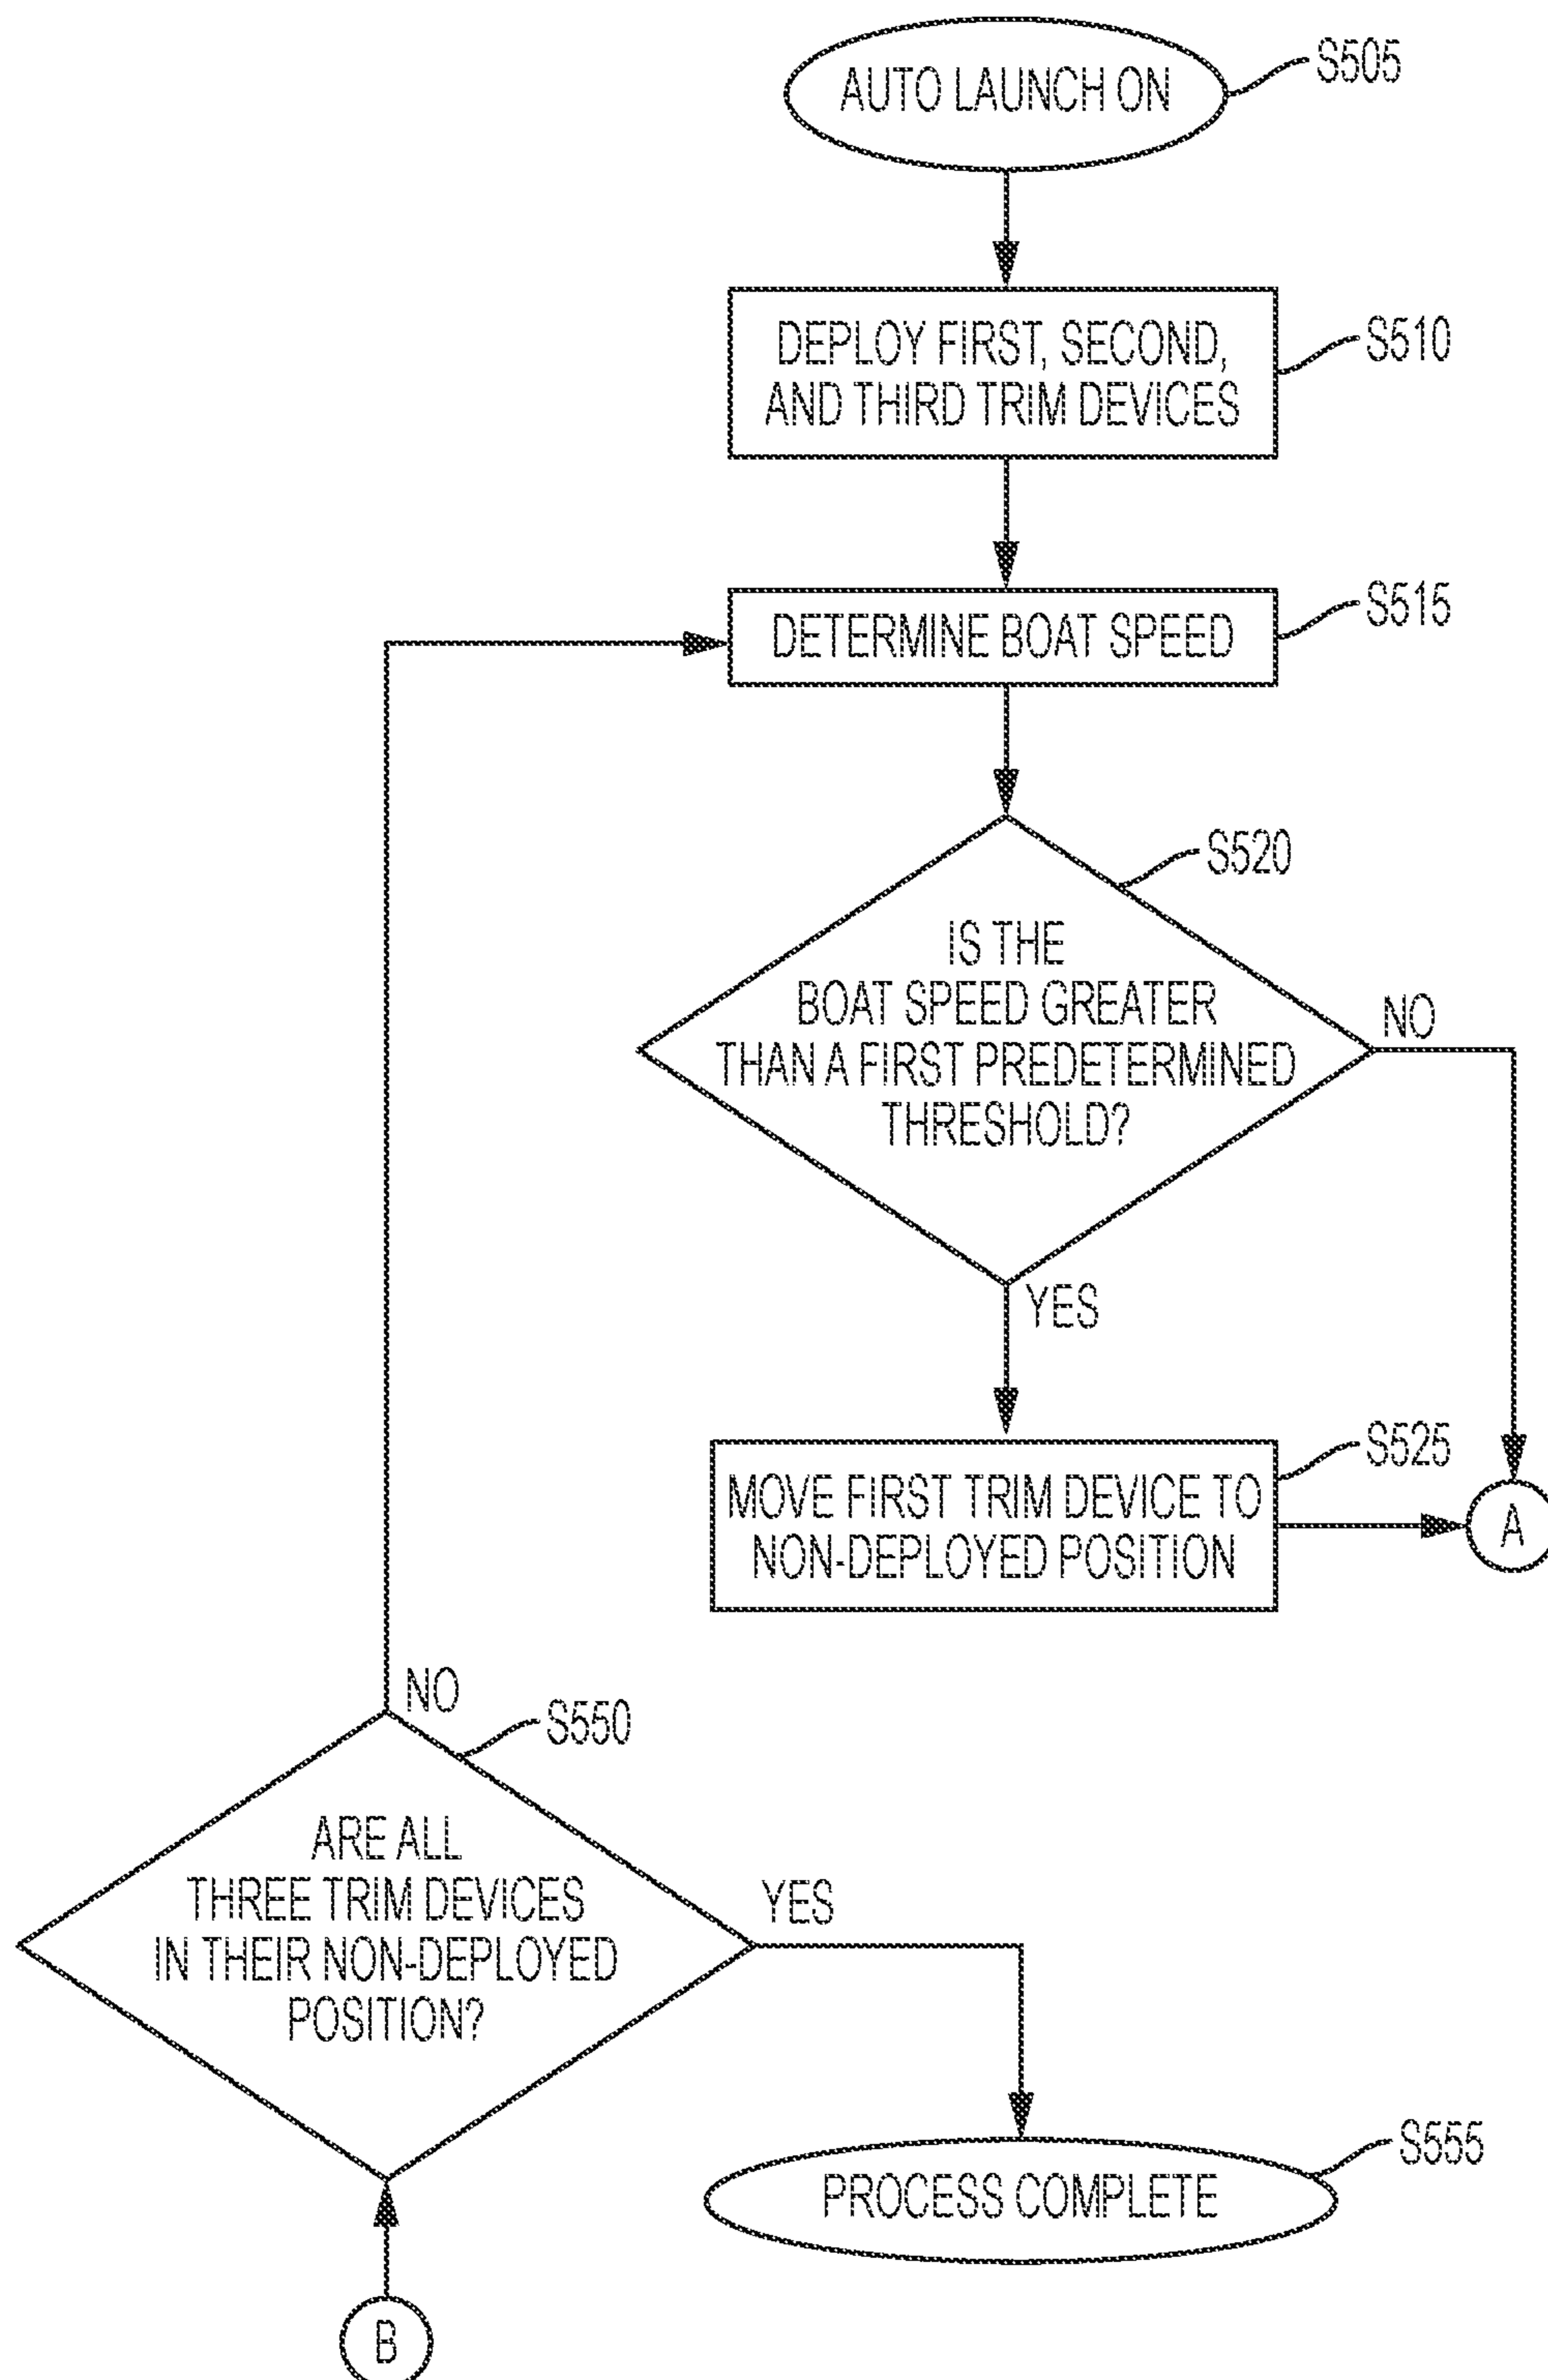 AUTO LAUNCH ON
S505
DEPLOY FIRST, SECOND,
AND THIRD TRIM DEVICES
S510
DETERMINE BOAT SPEED
S515
S520
IS THE
BOAT SPEED GREATER
THAN A FIRST PREDETERMINED
THRESHOLD?
NO
YES
MOVE FIRST TRIM DEVICE TO
NON-DEPLOYED POSITION
S525
A
NO
S550
ARE ALL
THREE TRIM DEVICES
IN THEIR NON-DEPLOYED
POSITION?
YES
PROCESS COMPLETE
S555
B